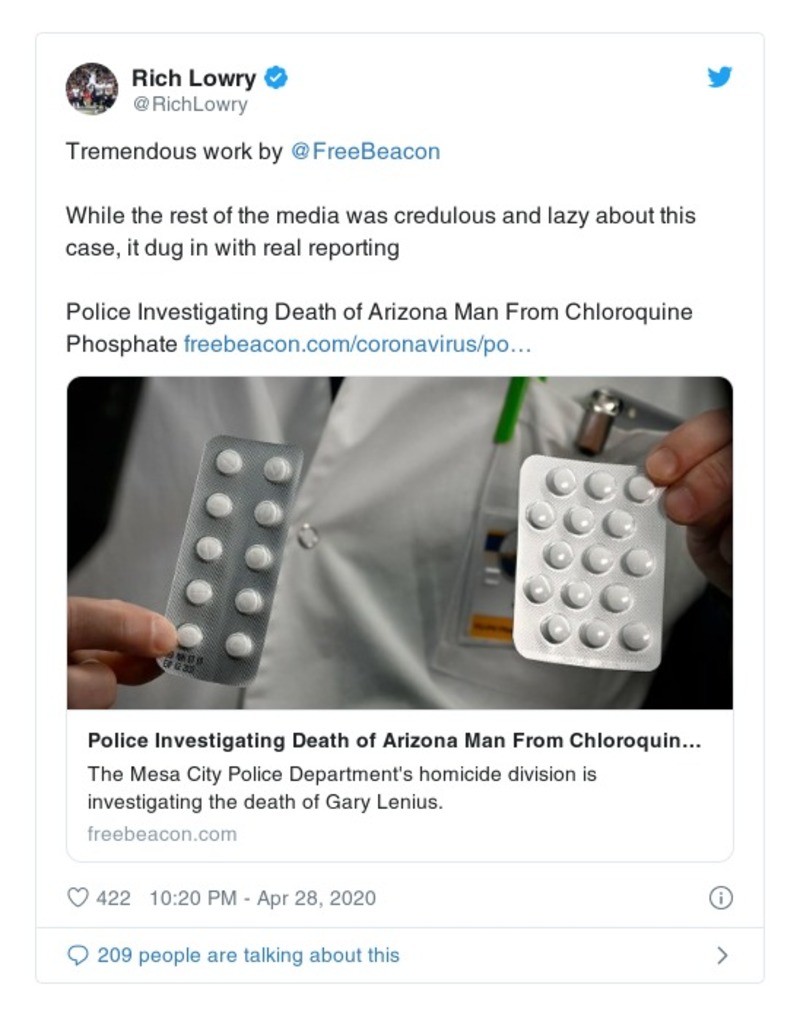 Rich Lowry
@RichLowry
Tremendous work by @FreeBeacon
While the rest of the media was credulous and lazy about this
case, it dug in with real reporting
Police Investigating Death of Arizona Man From Chloroquine
Phosphate freebeacon.com/coronavirus/po…
Police Investigating Death of Arizona Man From Chloroquin…
The Mesa City Police Department's homicide division is
investigating the death of Gary Lenius.
freebeacon.com
422 10:20 PM - Apr 28, 2020
209 people are talking about this